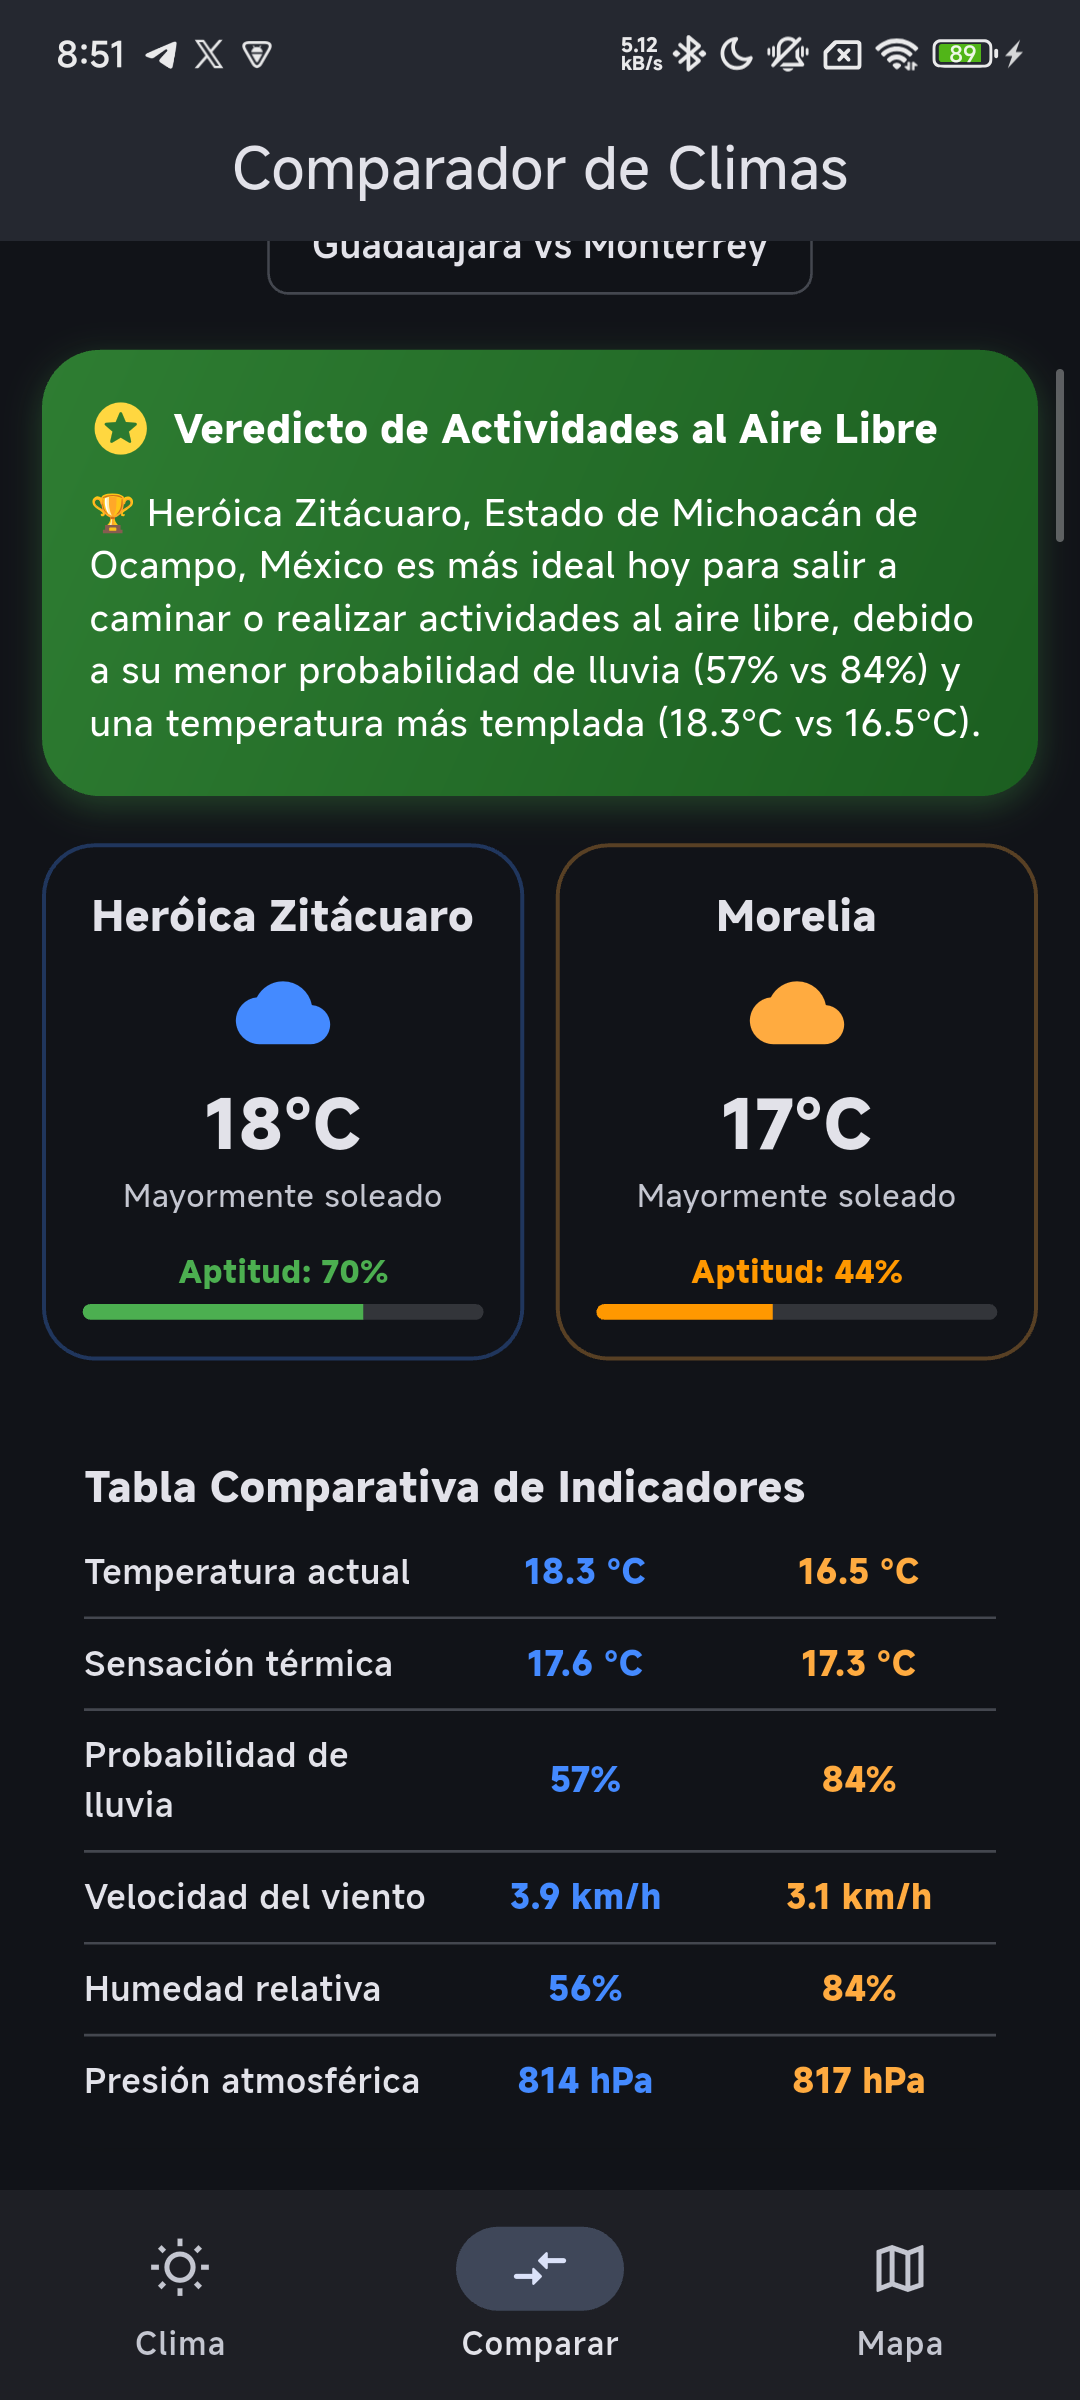 8:51
5.12
kB/s
89
Comparador de Climas
Guadalajara vs Monterrey
Veredicto de Actividades al Aire Libre
🏆 Heróica Zitácuaro, Estado de Michoacán de
Ocampo, México es más ideal hoy para salir a
caminar o realizar actividades al aire libre, debido
a su menor probabilidad de lluvia (57% vs 84%) y
una temperatura más templada (18.3°C vs 16.5°C).
Heróica Zitácuaro
Morelia
18°C
17°C
Mayormente soleado
Mayormente soleado
Aptitud: 70%
Aptitud: 44%
Tabla Comparativa de Indicadores
Temperatura actual 18.3 °C 16.5 °C
Sensación térmica 17.6 °C 17.3 °C
Probabilidad de
lluvia 57% 84%
Velocidad del viento 3.9 km/h 3.1 km/h
Humedad relativa 56% 84%
Presión atmosférica 814 hPa 817 hPa
Clima
Comparar
Mapa